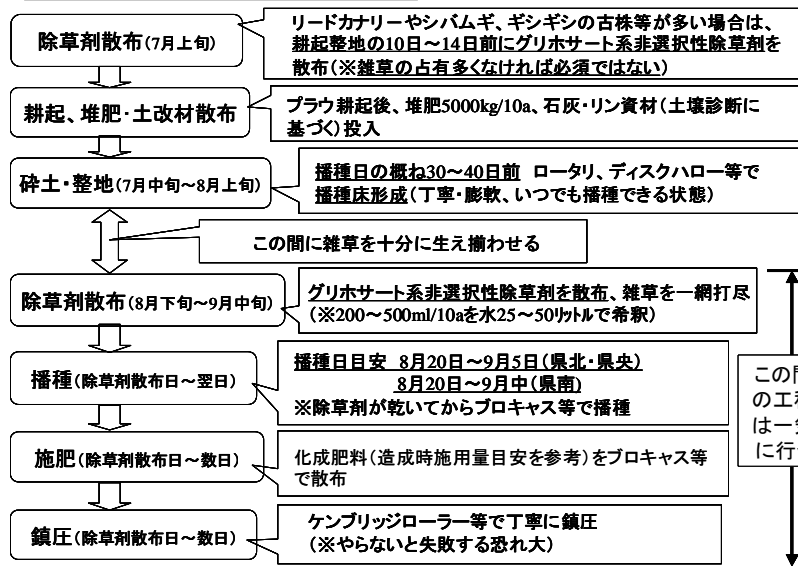 除草剤散布(7月上旬)
リードカナリーやシバムギ、ギシギシの古株等が多い場合は、
耕起整地の10日～14日前にグリホサート系非選択性除草剤を
散布(※雑草の占有多くなければ必須ではない)
耕起、堆肥・土改材散布
プラウ耕起後、堆肥5000kg/10a、石灰・リン資材(土壌診断に
基づく)投入
砕土・整地(7月中旬～8月上旬)
播種日の概ね30～40日前 ロータリ、ディスクハロー等で
播種床形成(丁寧・膨軟、いつでも播種できる状態)
この間に雑草を十分に生え揃わせる
除草剤散布(8月下旬～9月中旬)
グリホサート系非選択性除草剤を散布、雑草を一網打尽
(※200～500ml/10aを水25～50リットルで希釈)
播種(除草剤散布日～翌日)
播種日目安 8月20日～9月5日(県北・県央)
8月20日～9月中(県南)
※除草剤が乾いてからブロキャス等で播種
施肥(除草剤散布日～数日)
化成肥料(造成時施用量目安を参考)をブロキャス等
で散布
鎮圧(除草剤散布日～数日)
ケンブリッジローラー等で丁寧に鎮圧
(※やらないと失敗する恐れ大)
この間
の工
は一
に行